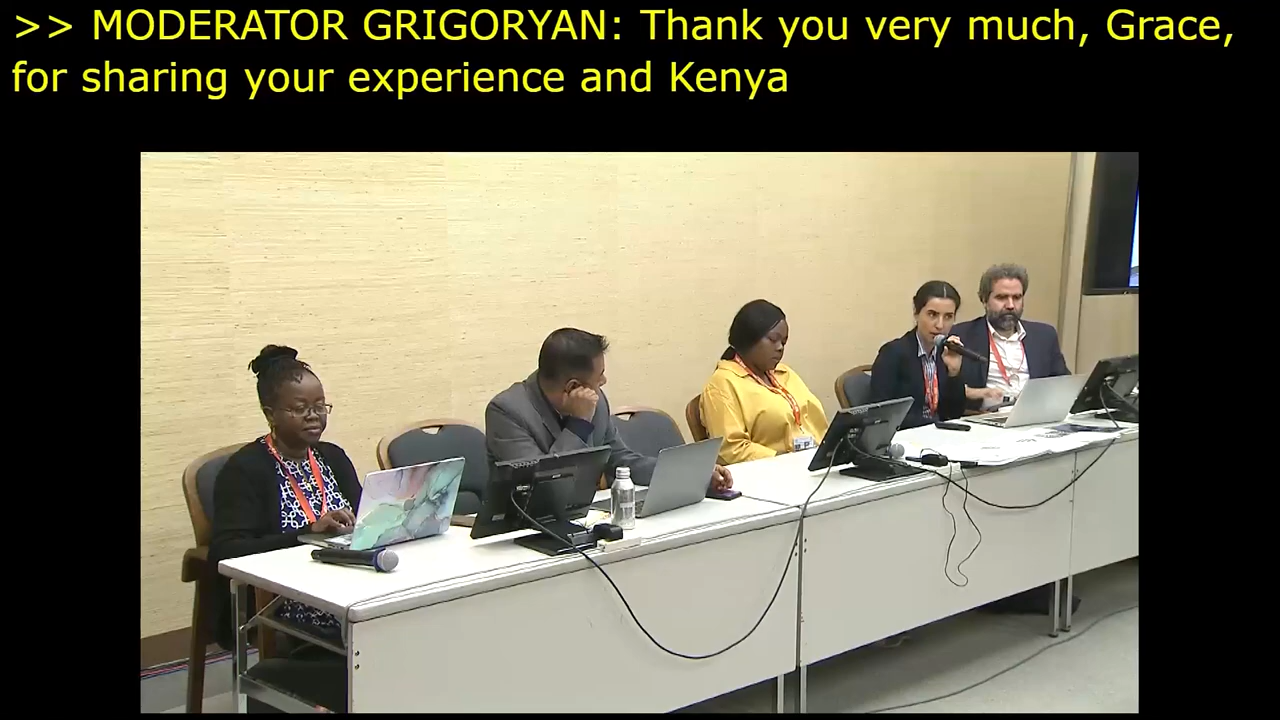 >> MODERATOR GRIGORYAN: Thank you very much, Grace,
for sharing your experience and Kenya